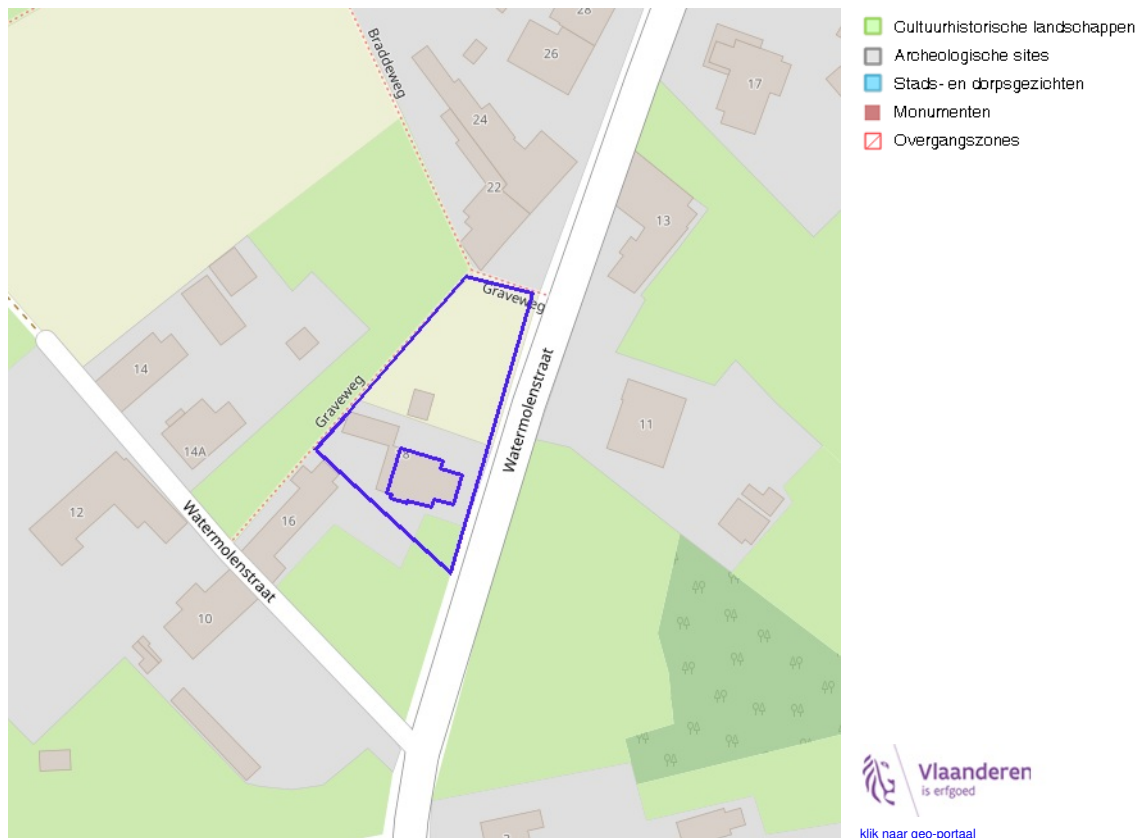 28
Braddeweg
26
17
24
22
13
Graveweg
Graveweg
14
14A
11
Watermolenstraat
12
16
Watermolenstraat
10
Cultuurhistorische landschappen
Archeologische sites
Stads- en dorpsgezichten
Monumenten
Overgangszones
Vlaanderen
is erfgoed
klik naar geo-portaal